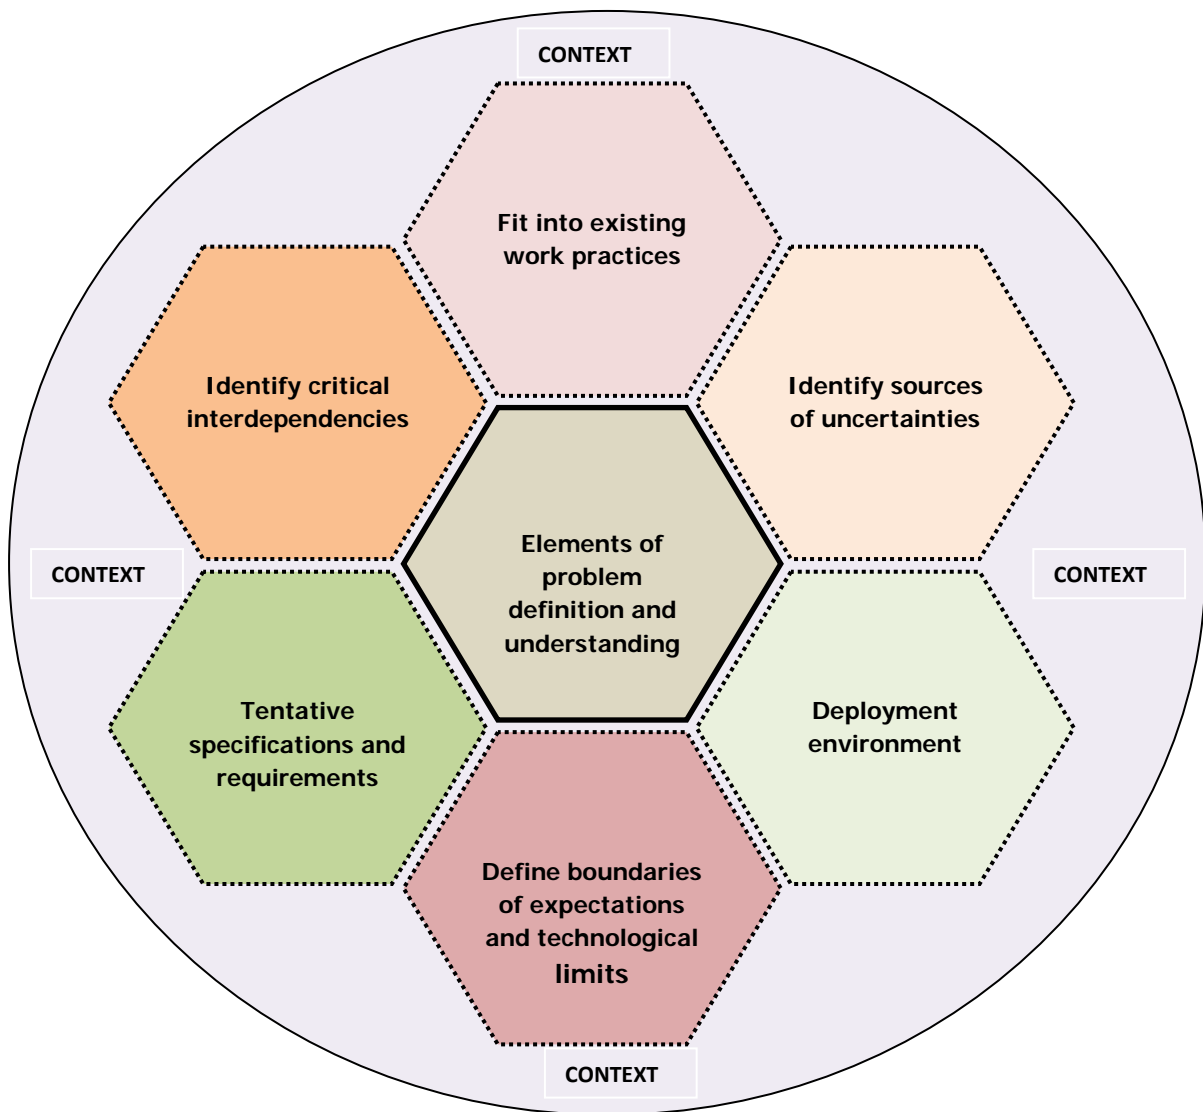 CONTEXT
Fit into existing
work practices
Identify critical
interdependencies
Identify sources
of uncertainties
Elements of
problem
definition and
understanding
CONTEXT
CONTEXT
Tentative
specifications and
requirements
Deployment
environment
Define boundaries
of expectations
and technological
limits
CONTEXT